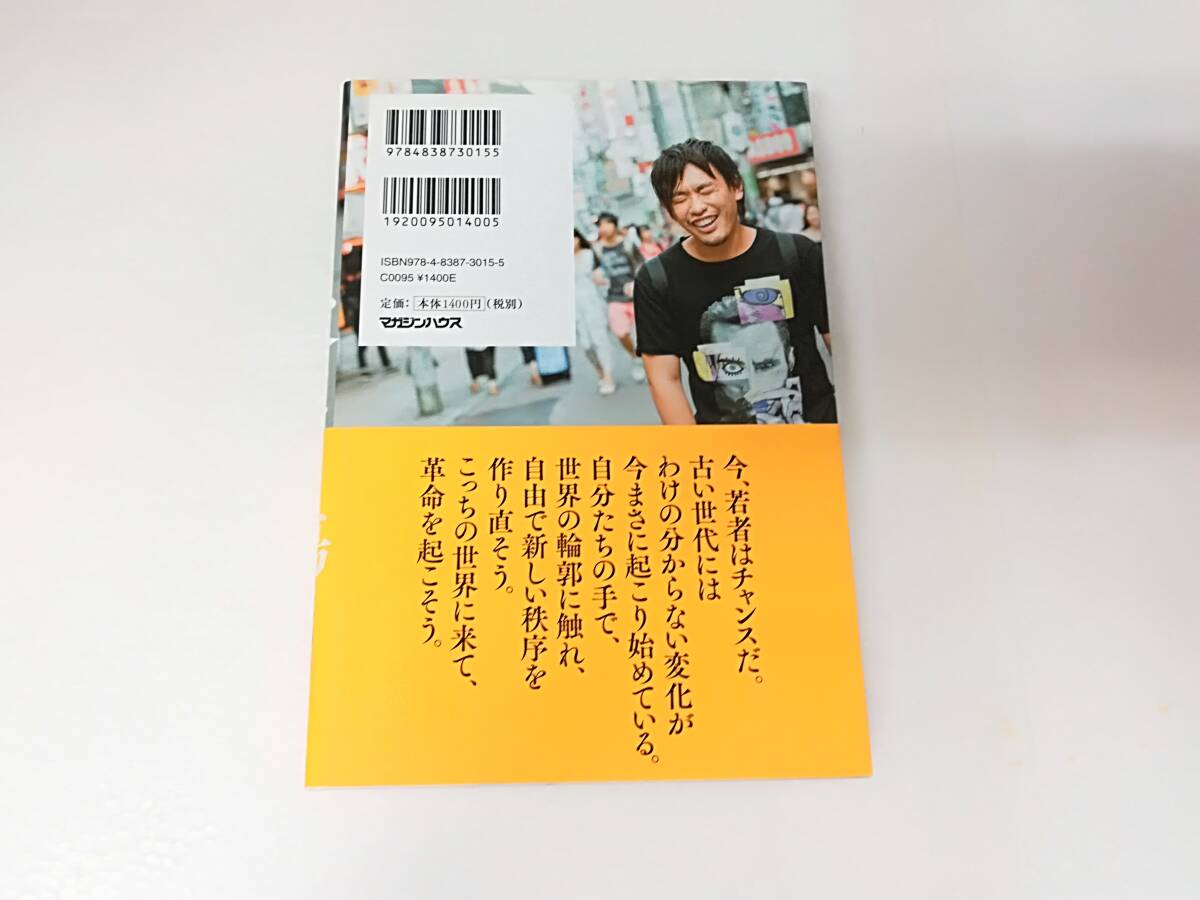 9784838730155
1920095014005
ISBN978-4-8387-3015-5
C0095 ¥1400E
定価:本体1400円(税別)
マガジンハウス
今、若者はチャンスだ。
古い世代には
わけの分からない変化が
今まさに起こり始めている。
自分たちの手で、
世界の輪郭に触れ、
自由で新しい秩序を
作り直そう。
こっちの世界に来て、
革命を起こそう。